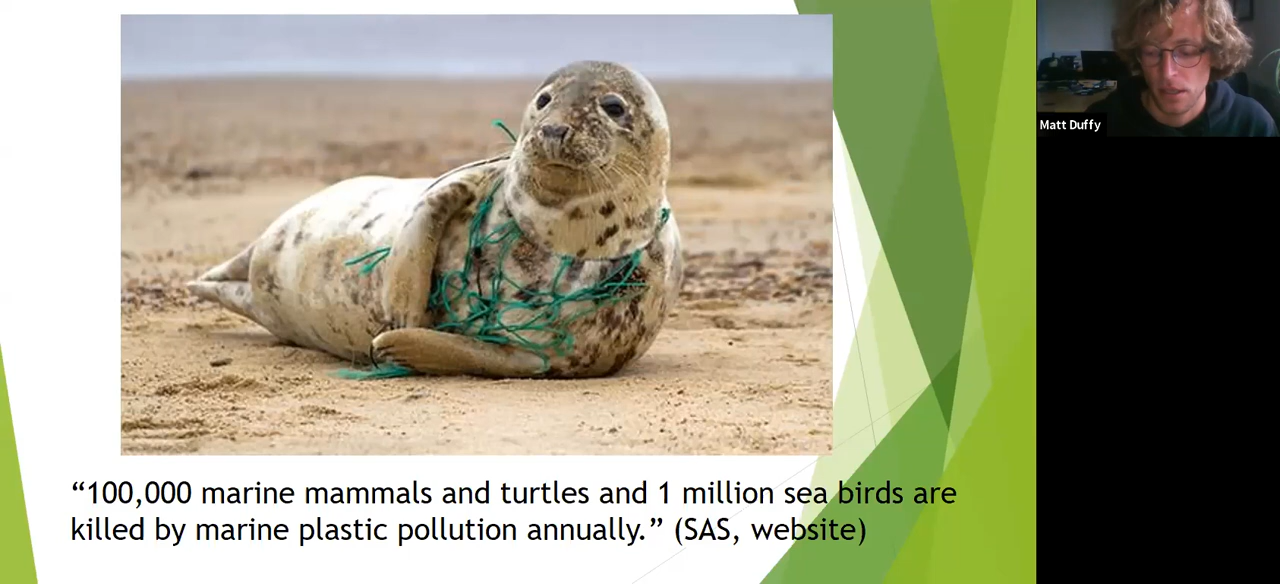 Matt Duffy
“100,000 marine mammals and turtles and 1 million sea birds are
killed by marine plastic pollution annually.” (SAS, website)